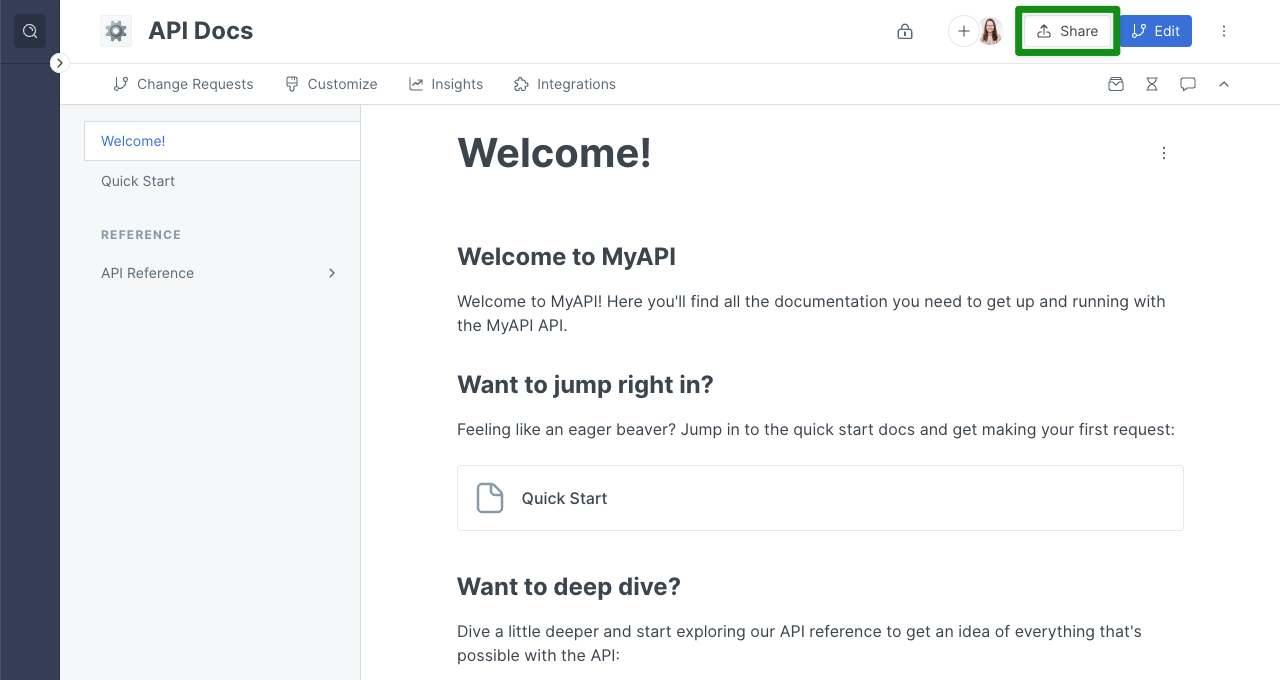 API Docs
Share
Edit
Change Requests
Customize
Insights
Integrations
Welcome!
Quick Start
REFERENCE
API Reference
Welcome!
Welcome to MyAPI
Welcome to MyAPI! Here you'll find all the documentation you need to get up and running with
the MyAPI API.
Want to jump right in?
Feeling like an eager beaver? Jump in to the quick start docs and get making your first request:
Quick Start
Want to deep dive?
Dive a little deeper and start exploring our API reference to get an idea of everything that's
possible with the API: